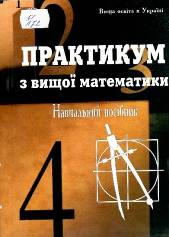 Вища освіта в Україні
ПРАКТИКУМ
з вищої математики
Навчальний посібник
4